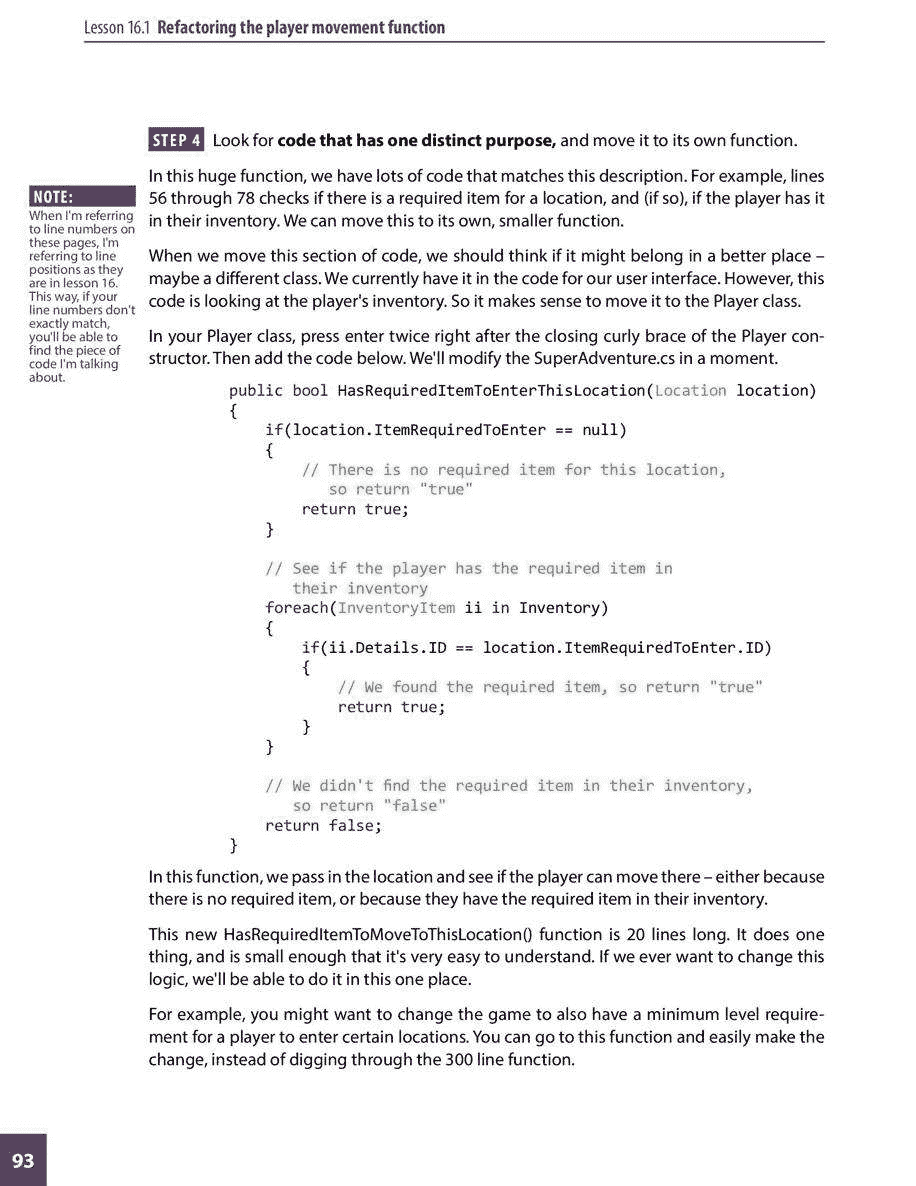 Lesson 16.1 Refactoring the player movement function
STEP 4 Look for code that has one distinct purpose, and move it to its own function.
In this huge function, we have lots of code that matches this description. For example, lines
56 through 78 checks if there is a required item for a location, and (if so), if the player has it
in their inventory. We can move this to its own, smaller function.
NOTE:
When I'm referring
to line numbers on
these pages, I'm
referring to line
positions as they
are in lesson 16.
This way, if your
line numbers don't
exactly match,
you'll be able to
find the piece of
code I'm talking
about.
When we move this section of code, we should think if it might belong in a better place –
maybe a different class. We currently have it in the code for our user interface. However, this
code is looking at the player's inventory. So it makes sense to move it to the Player class.
In your Player class, press enter twice right after the closing curly brace of the Player con-
structor. Then add the code below. We'll modify the SuperAdventure.cs in a moment.
public bool HasRequiredItemToEnterThisLocation(Location location)
{
if(location.ItemRequiredToEnter == null)
{
// There is no required item for this location,
so return "true"
return true;
}
// See if the player has the required item in
their inventory
foreach(InventoryItem ii in Inventory)
{
if(ii.Details.ID == location.ItemRequiredToEnter.ID)
{
// We found the required item, so return "true"
return true;
}
}
// We didn't find the required item in their inventory,
so return "false"
return false;
}
In this function, we pass in the location and see if the player can move there – either because
there is no required item, or because they have the required item in their inventory.
This new HasRequiredItemToMoveToThisLocation() function is 20 lines long. It does one
thing, and is small enough that it's very easy to understand. If we ever want to change this
logic, we'll be able to do it in this one place.
For example, you might want to change the game to also have a minimum level require-
ment for a player to enter certain locations. You can go to this function and easily make the
change, instead of digging through the 300 line function.
93